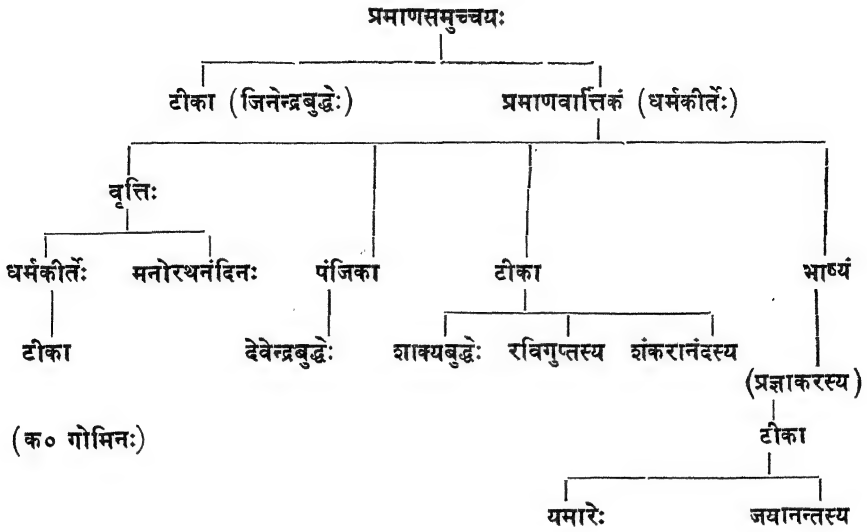 प्रमाणसमुच्चयः
टीका (जिनेन्द्रबुद्धेः) प्रमाणवार्त्तिकं (धर्मकीर्तेः)
वृत्तिः
धर्मकीर्तेः मनोरथनंदिनः पंजिका टीका भाष्यं
टीका देवेन्द्रबुद्धेः शाक्यबुद्धेः रविगुप्तस्य शंकरानंदस्य
(प्रज्ञाकरस्य)
(क० गोमिनः) टीका
यमारेः जयानन्तस्य